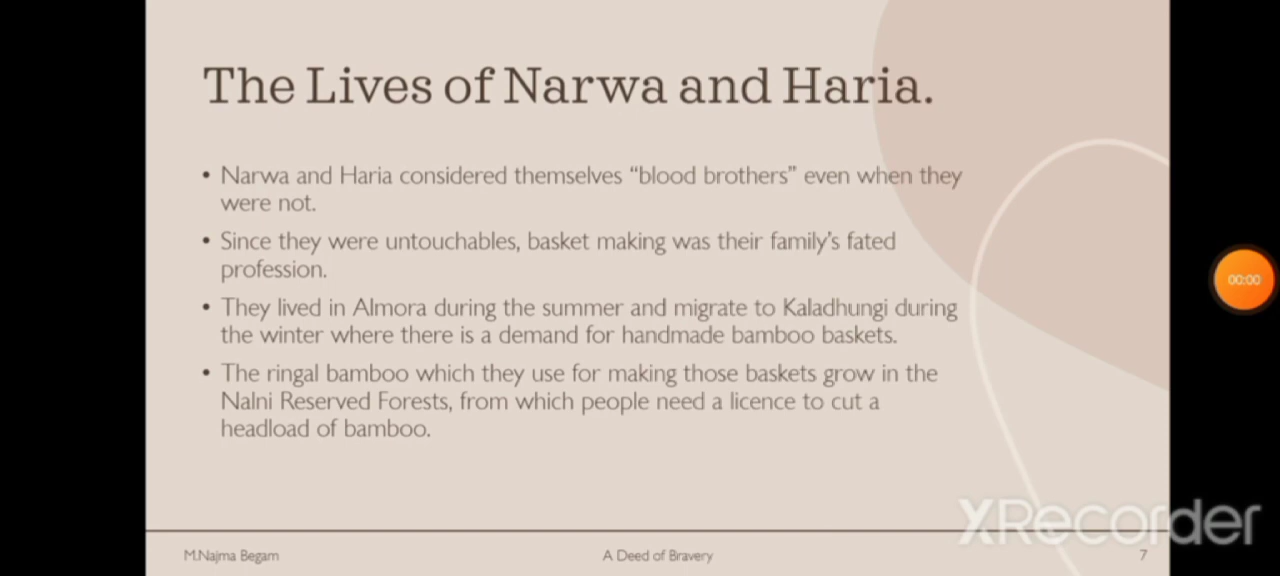 The Lives of Narwa and Haria.
• Narwa and Haria considered themselves “blood brothers” even when they
were not.
• Since they were untouchables, basket making was their family’s fated
profession.
• They lived in Almora during the summer and migrate to Kaladhungi during
the winter where there is a demand for handmade bamboo baskets.
• The ringal bamboo which they use for making those baskets grow in the
Nalni Reserved Forests, from which people need a licence to cut a
headload of bamboo.
00:00
XRecorder
M.Najma Begam
A Deed of Bravery
7